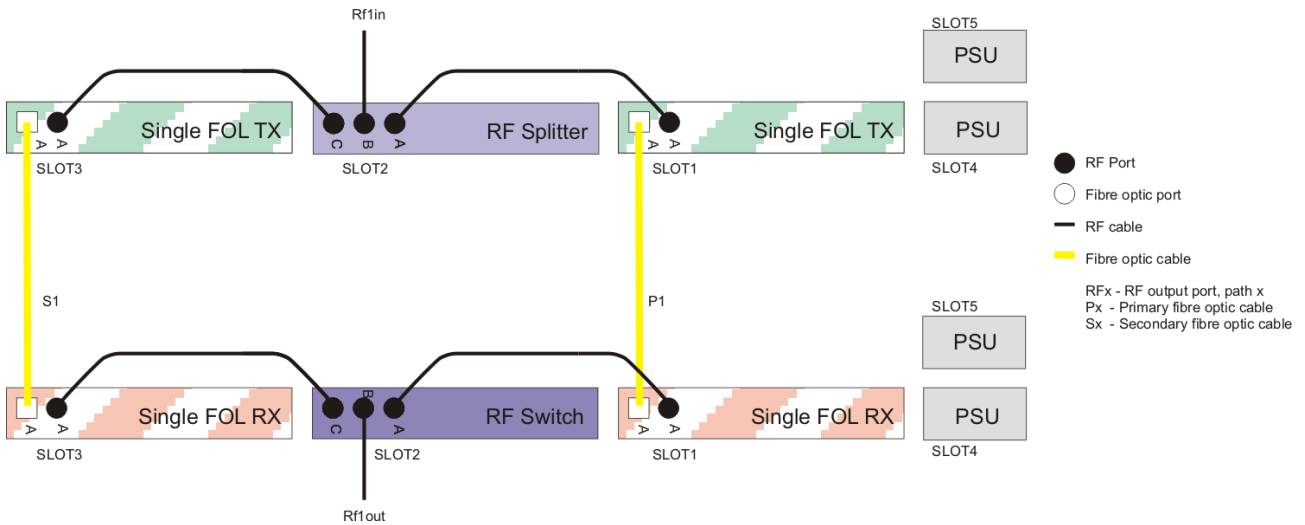 Rf1in
SLOT5
PSU
Single FOL TX
A
A
RF Splitter
C
B
A
Single FOL TX
A
A
PSU
SLOT3
SLOT2
SLOT1
SLOT4
RF Port
Fibre optic port
RF cable
Fibre optic cable
RFx - RF output port, path x
Px - Primary fibre optic cable
Sx - Secondary fibre optic cable
S1
P1
SLOT5
PSU
Single FOL RX
A
A
RF Switch
C
B
A
Single FOL RX
A
A
PSU
SLOT3
SLOT2
SLOT1
SLOT4
Rf1out